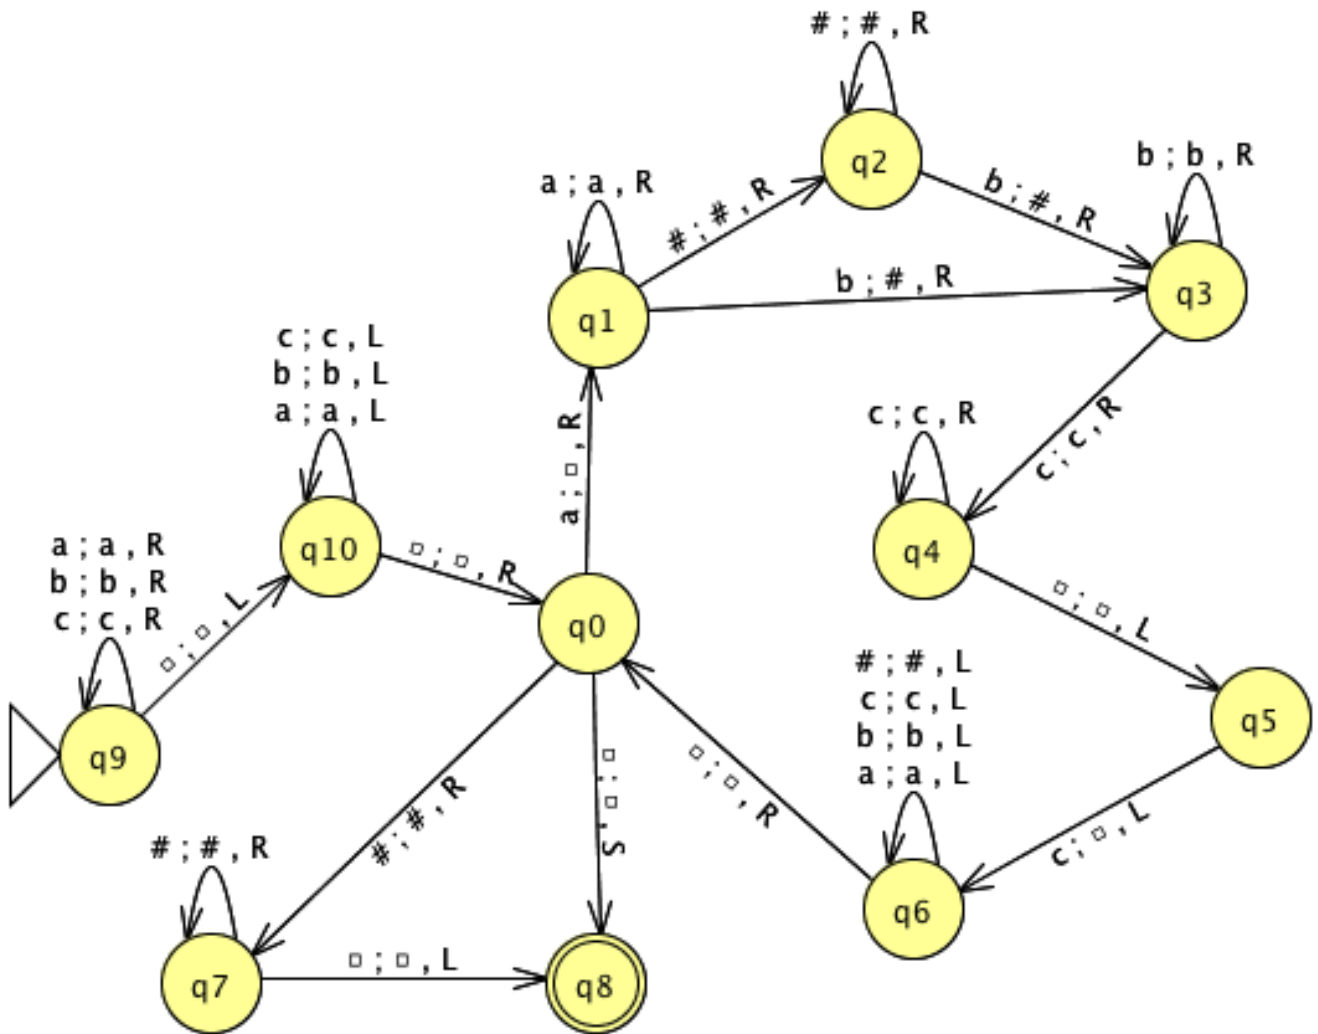 # ; # , R
q2
b ; b , R
a ; a , R
# ; # , R
b ; # , R
b ; # , R
q3
q1
c ; c , L
b ; b , L
a ; a , L
c ; c , R
c ; c , R
a ; □ , R
q10
□ ; □ , R
q4
a ; a , R
b ; b , R
c ; c , R
□ ; □ , L
□ ; □ , L
q0
# ; # , L
c ; c , L
b ; b , L
a ; a , L
q5
q9
□ ; □ , R
□ ; □ , S
# ; # , R
c ; □ , L
# ; # , R
q6
□ ; □ , L
q7
q8